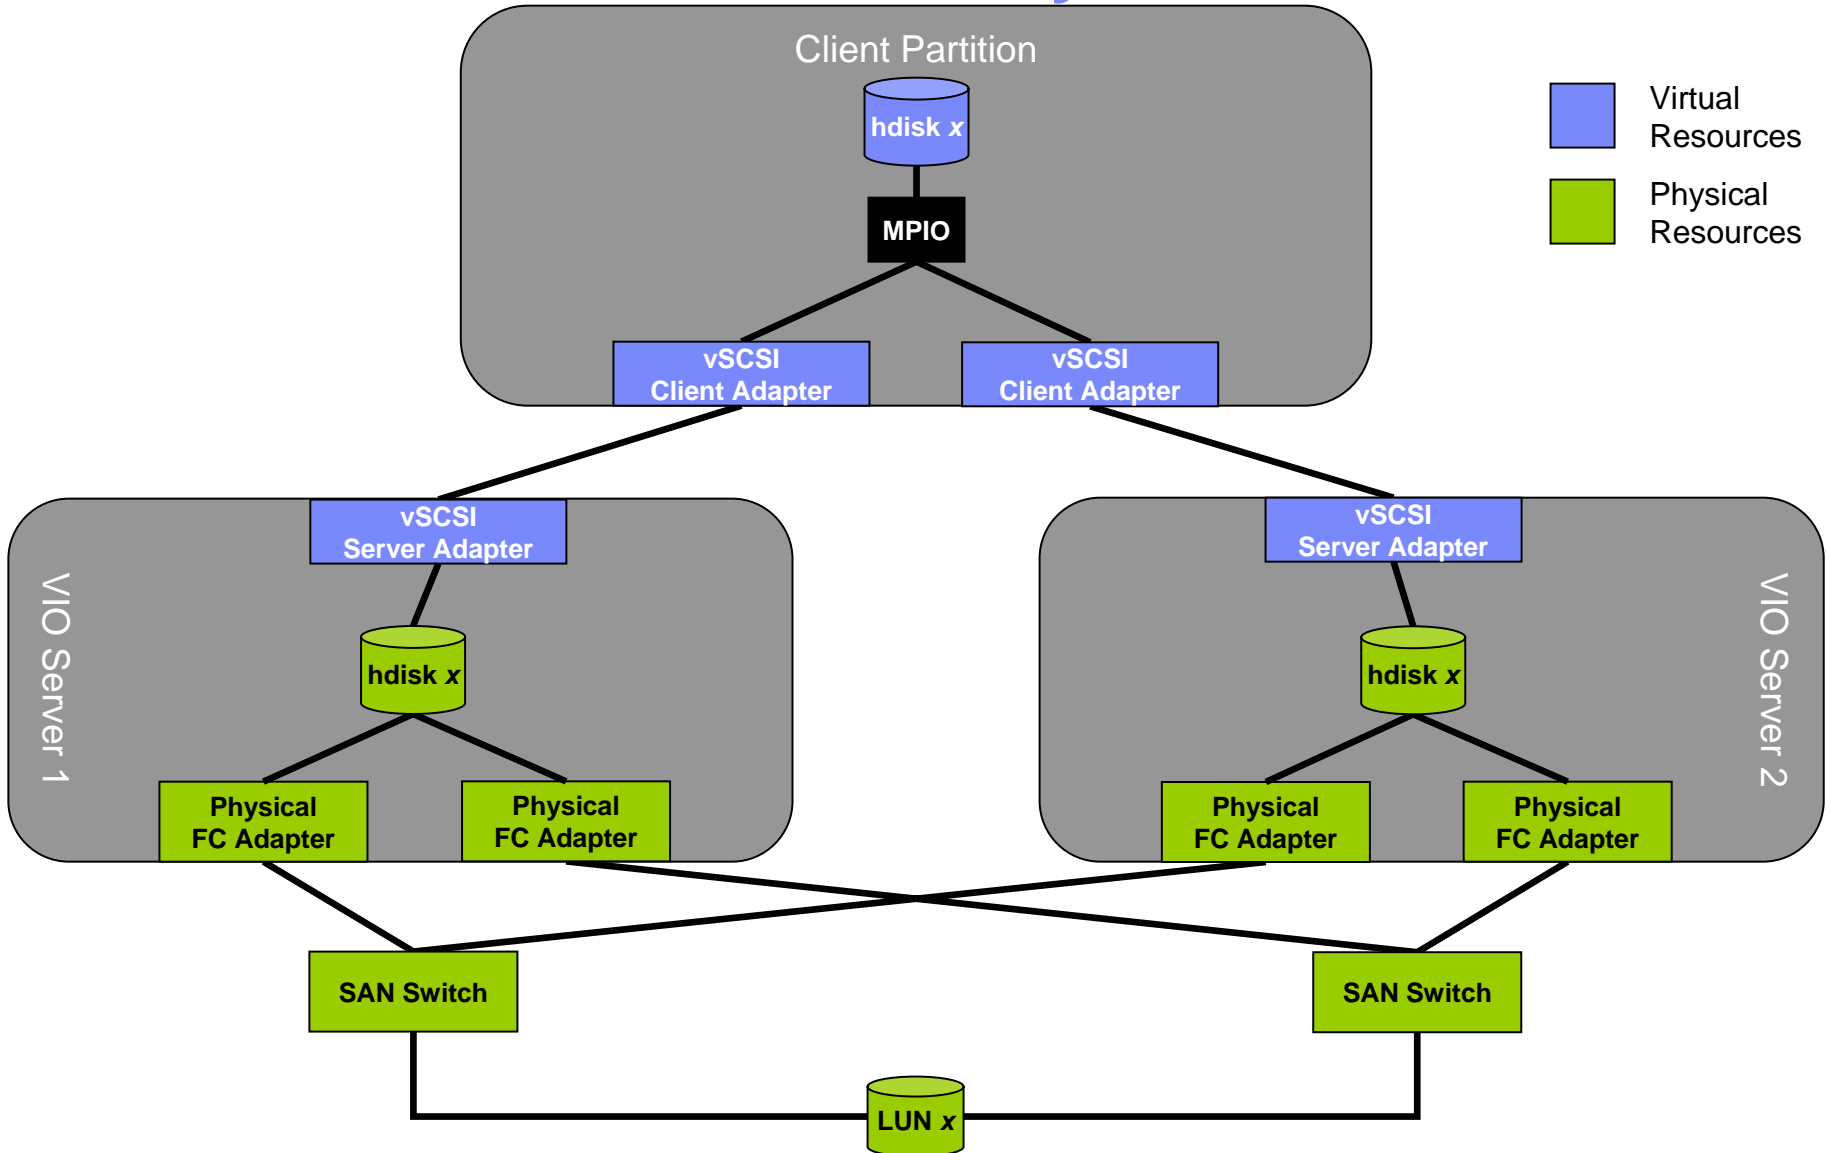 Client Partition
hdisk x
MPIO
vSCSI
Client Adapter
vSCSI
Client Adapter
Virtual
Resources
Physical
Resources
vSCSI
Server Adapter
hdisk x
VIO Server 1
Physical
FC Adapter
Physical
FC Adapter
vSCSI
Server Adapter
hdisk x
VIO Server 2
Physical
FC Adapter
Physical
FC Adapter
SAN Switch
SAN Switch
LUN x